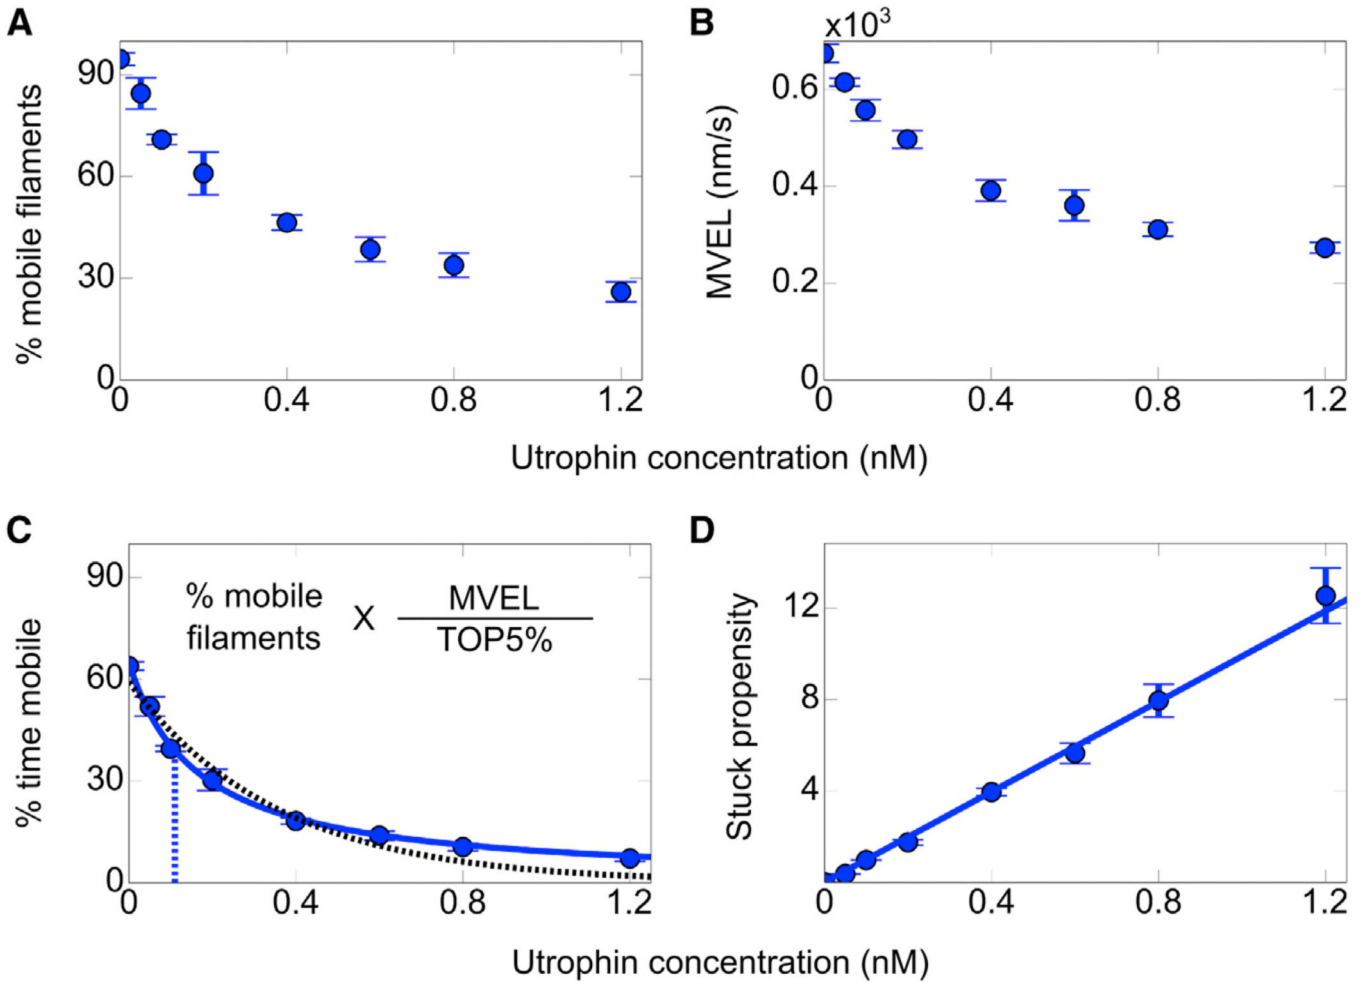 A
% mobile filaments
90
60
30
0
0
0.4
0.8
1.2
B
x10³
MVEL (nm/s)
0.6
0.4
0.2
0
0
0.4
0.8
1.2
Utrophin concentration (nM)
C
% time mobile
90
60
30
0
% mobile
filaments
X
MVEL
TOP5%
0
0.4
0.8
1.2
D
Stuck propensity
12
8
4
0
0.4
0.8
1.2
Utrophin concentration (nM)